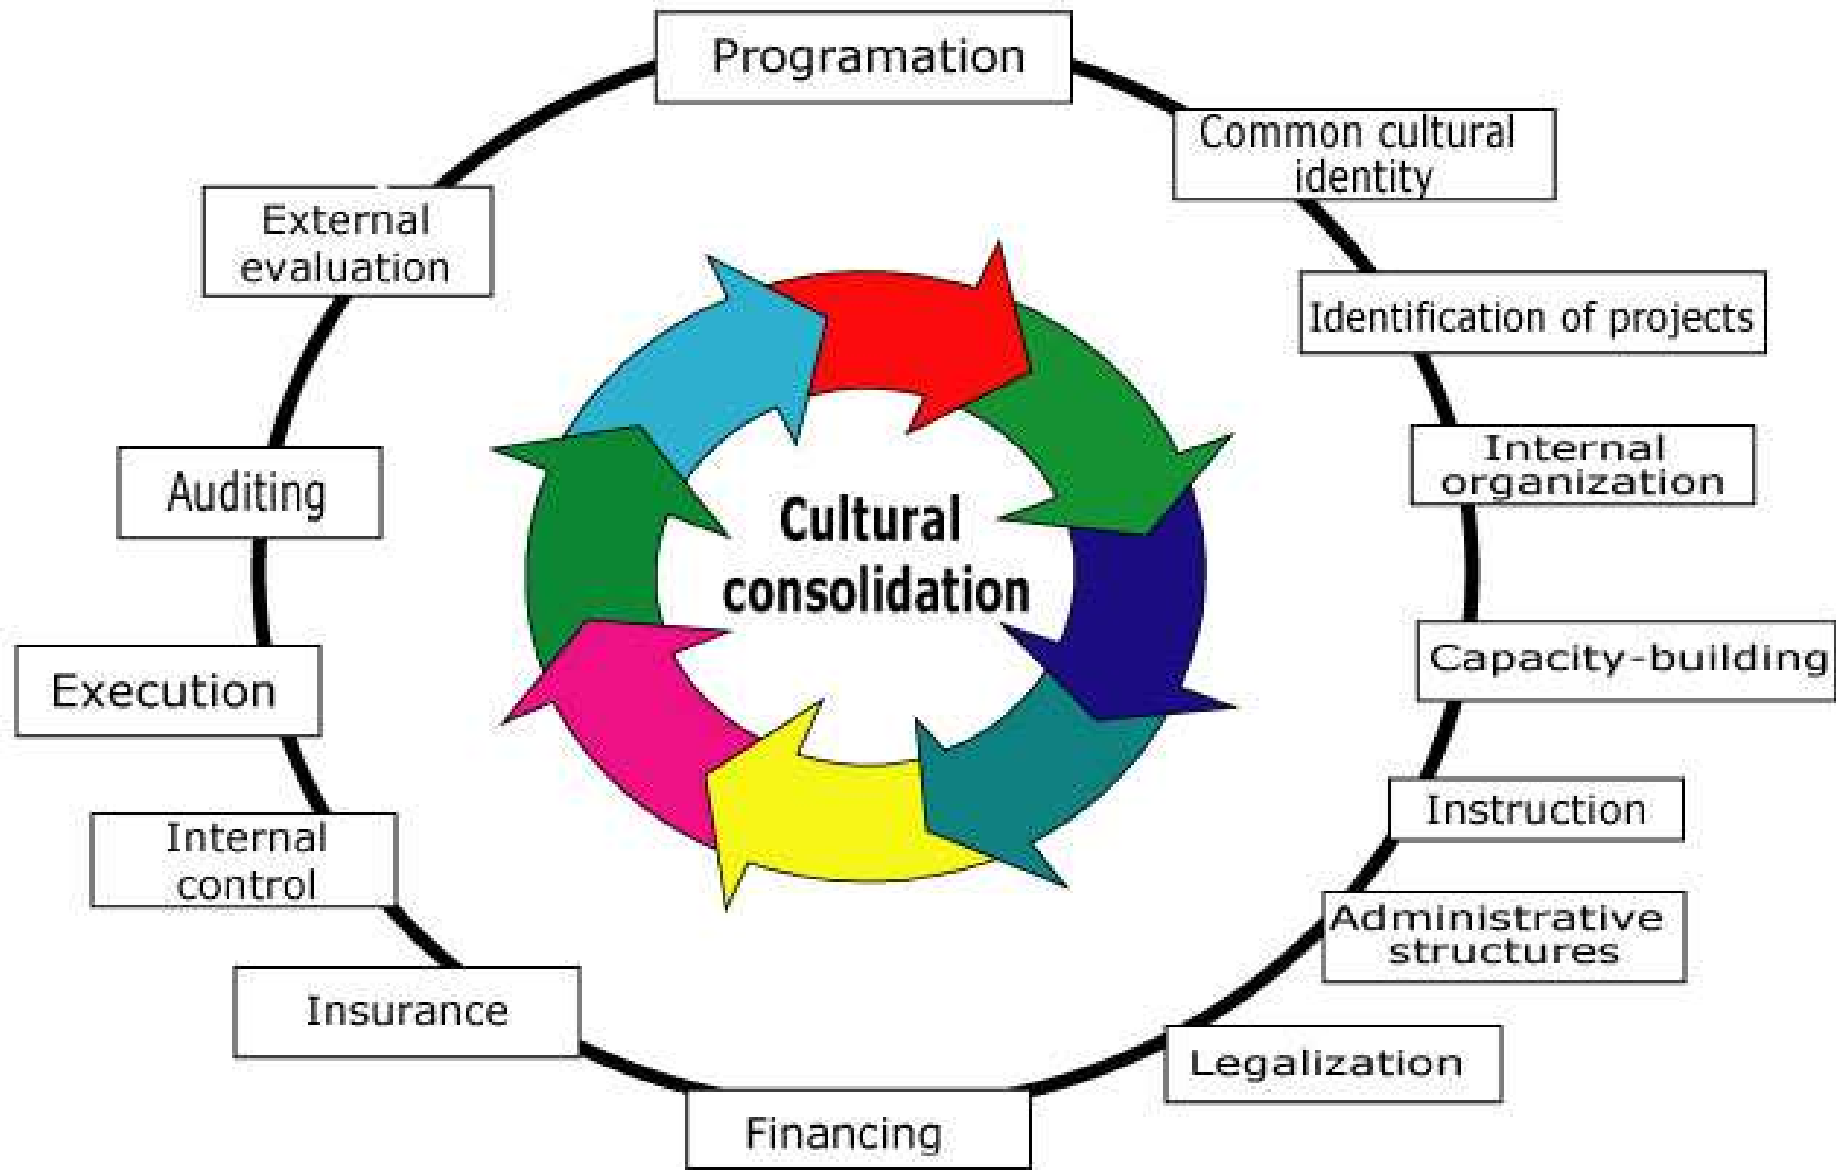 Programation
Common cultural
identity
Identification of projects
Internal
organization
Capacity-building
Instruction
Administrative
structures
Legalization
Financing
Insurance
Internal
control
Execution
Auditing
External
evaluation
Cultural
consolidation